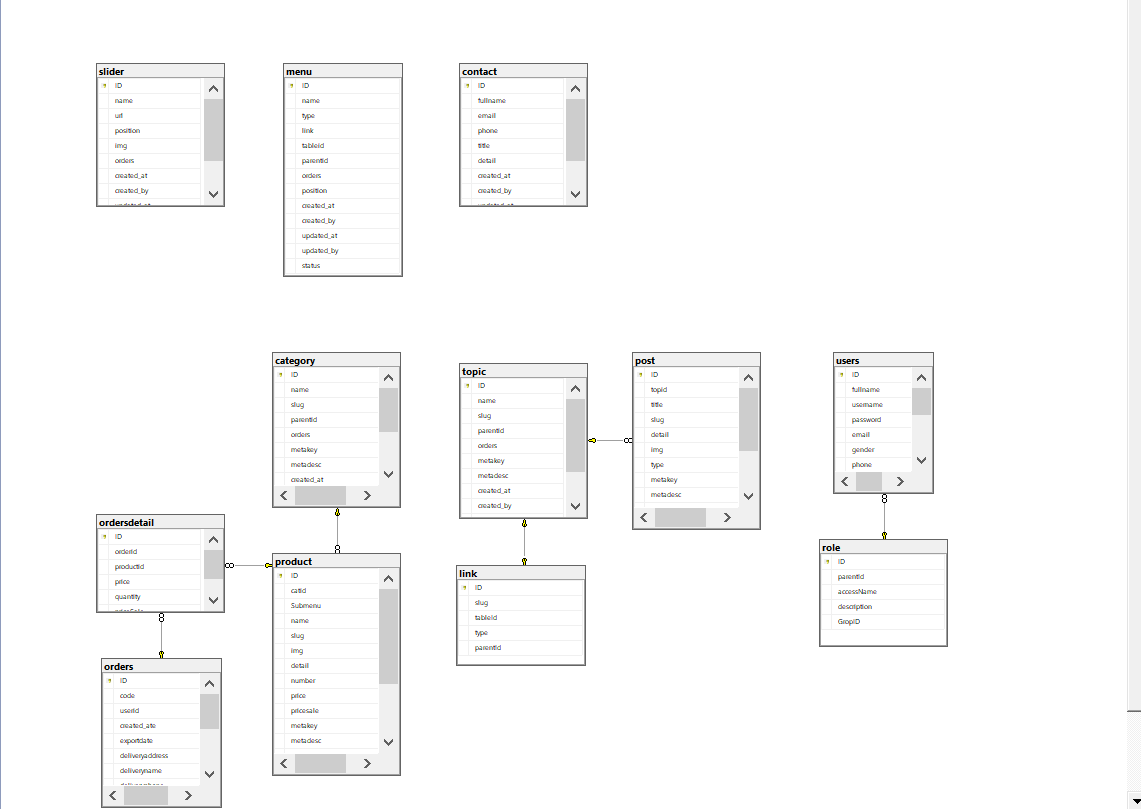 slider
ID
name
url
position
img
orders
created_at
created_by
updated_at
menu
ID
name
type
link
tableid
parentid
orders
position
created_at
created_by
updated_at
updated_by
status
contact
ID
fullname
email
phone
title
detail
created_at
created_by
updated_at
category
ID
name
slug
parentid
orders
metakey
metadesc
created_at
topic
ID
name
slug
parentid
orders
metakey
metadesc
created_at
created_by
post
ID
topid
title
slug
detail
img
type
metakey
metadesc
users
ID
fullname
username
password
email
gender
phone
ordersdetail
ID
orderid
productid
price
quantity
priceSale
product
ID
catid
Submenu
name
slug
img
detail
number
price
pricesale
metakey
metadesc
link
ID
slug
tableId
type
parentId
role
ID
parentId
accessName
description
GropID
orders
ID
code
userid
created_ate
exportdate
deliveryaddress
deliveryname
deliveryphone